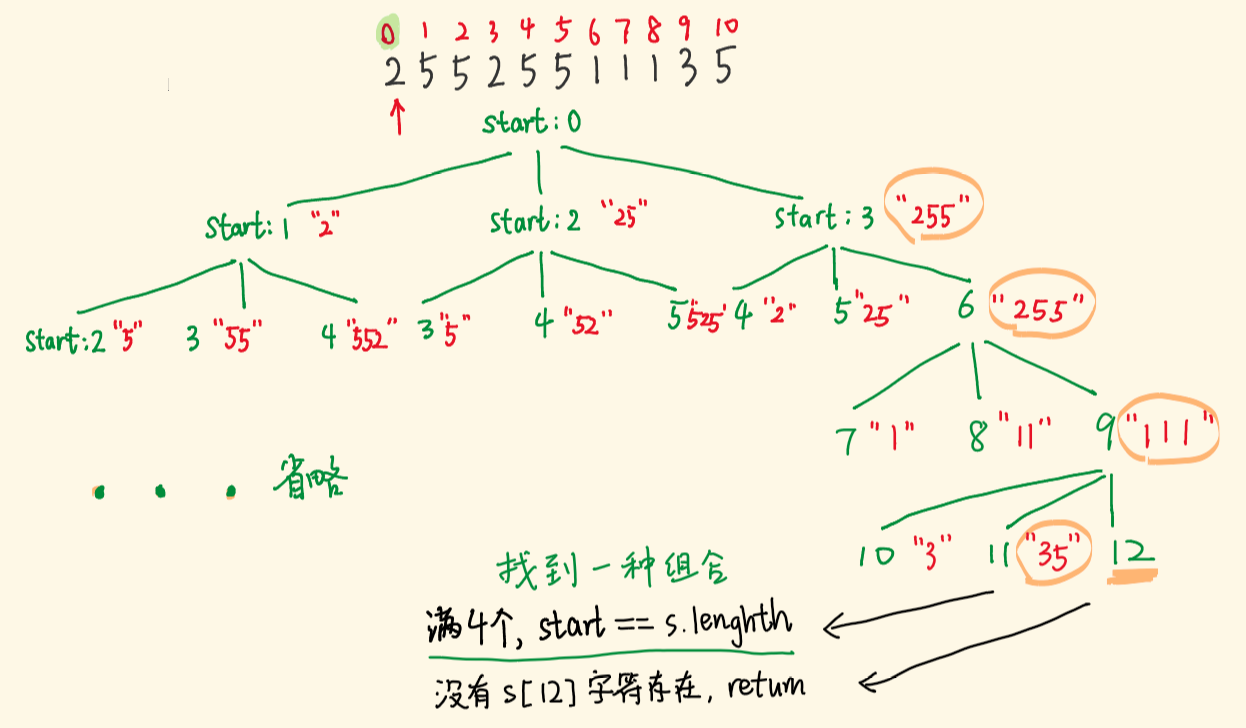 0 1 2 3 4 5 6 7 8 9 10
2 5 5 2 5 5 1 1 1 3 5
start:0
start:1 "2" start:2 "25" start:3 "255"
start:2 "5" 3 "55" 4 "552" 3 "5" 4 "52" 5 "525" 4 "2" 5 "25" 6 "255"
7 "1" 8 "11" 9 "111"
省略
10 "3" 11 "35" 12
找到一种组合
满4个, start == s.lenghth
没有 s[12] 字符存在, return